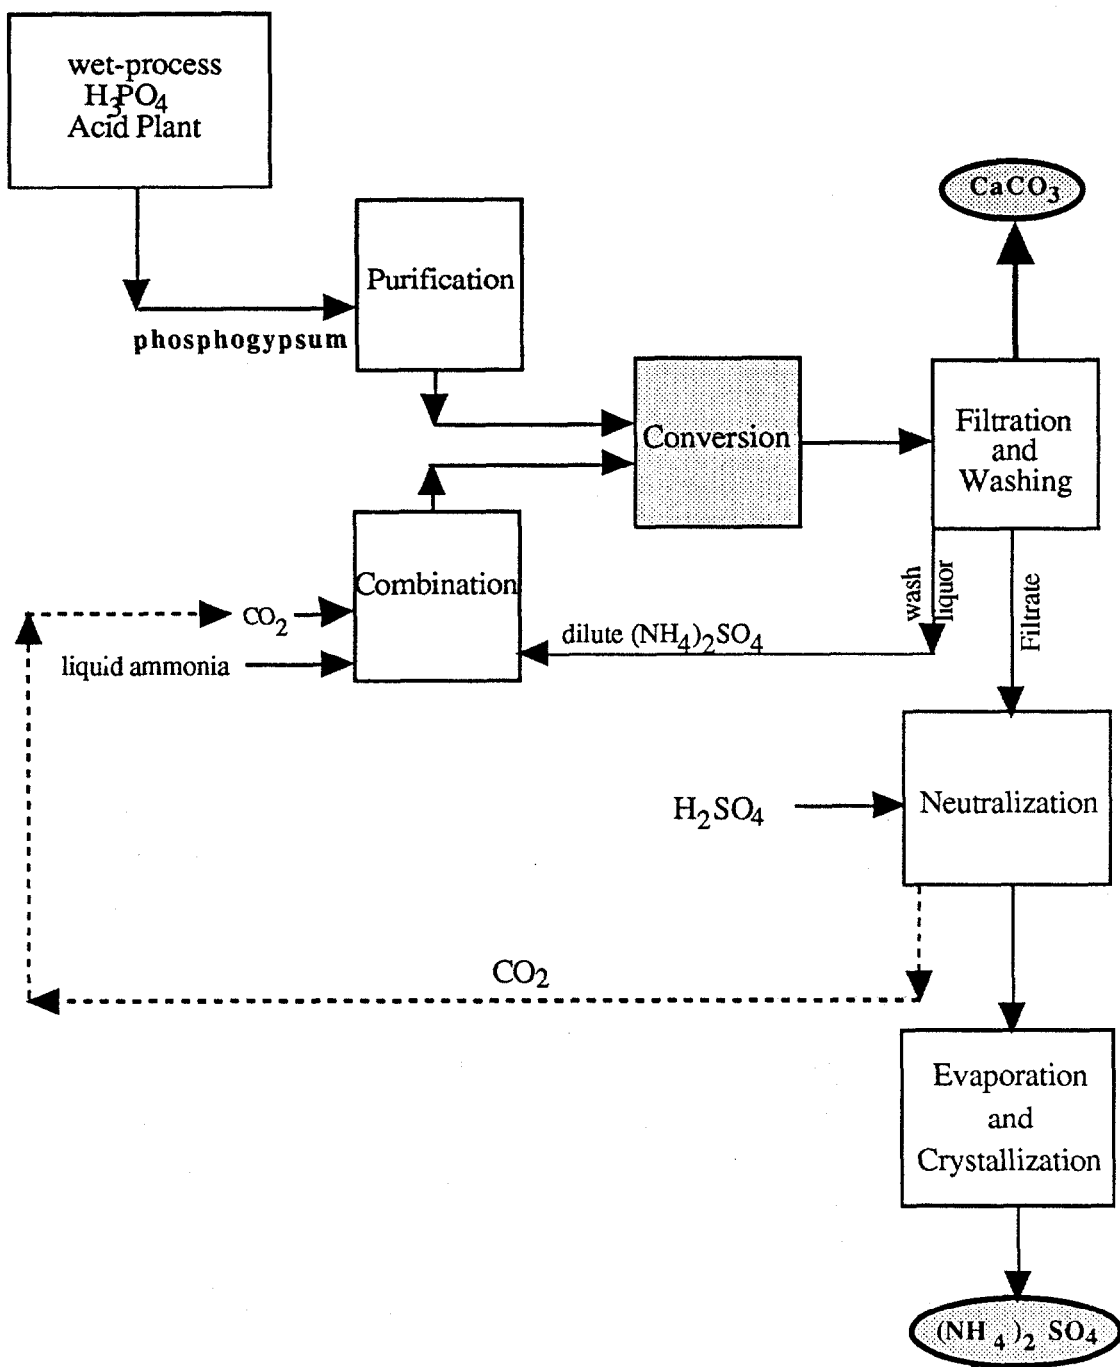 wet-process
H3PO4
Acid Plant
CaCO3
Purification
phosphogypsum
Conversion
Filtration
and
Washing
Combination
CO2
liquid ammonia
dilute (NH4)2SO4
wash
liquor
Filtrate
H2SO4
Neutralization
CO2
Evaporation
and
Crystallization
(NH4)2 SO4